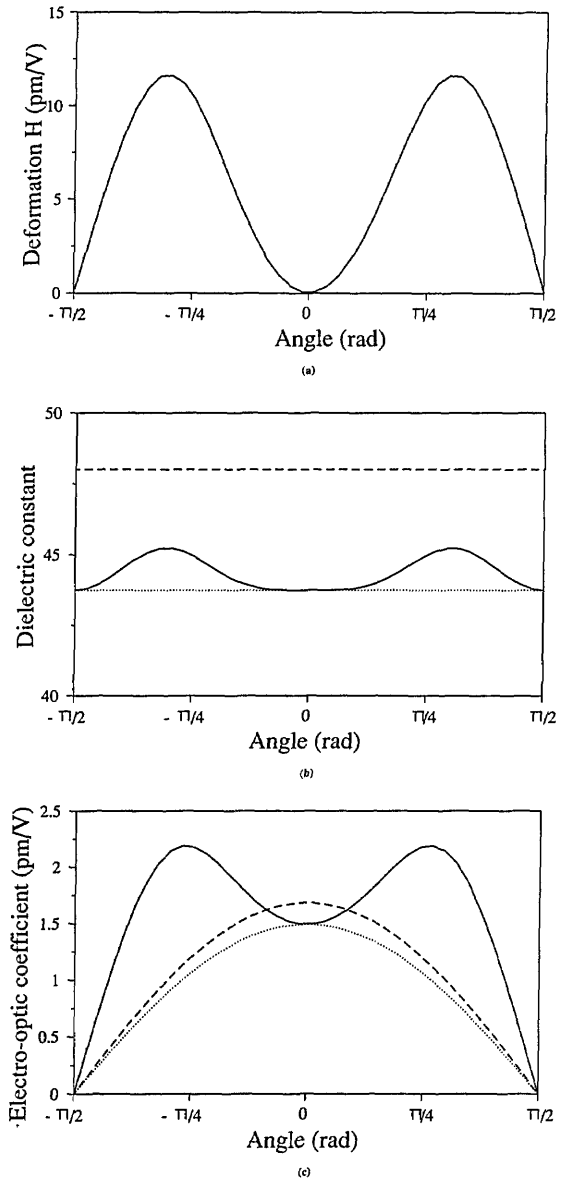 Deformation H (pm/V)
15
10
5
0
- π/2
- π/4
0
π/4
π/2
Angle (rad)
(a)
Dielectric constant
50
45
40
- π/2
- π/4
0
π/4
π/2
Angle (rad)
(b)
Electro-optic coefficient (pm/V)
2.5
2
1.5
1
0.5
0
- π/2
- π/4
0
π/4
π/2
Angle (rad)
(c)